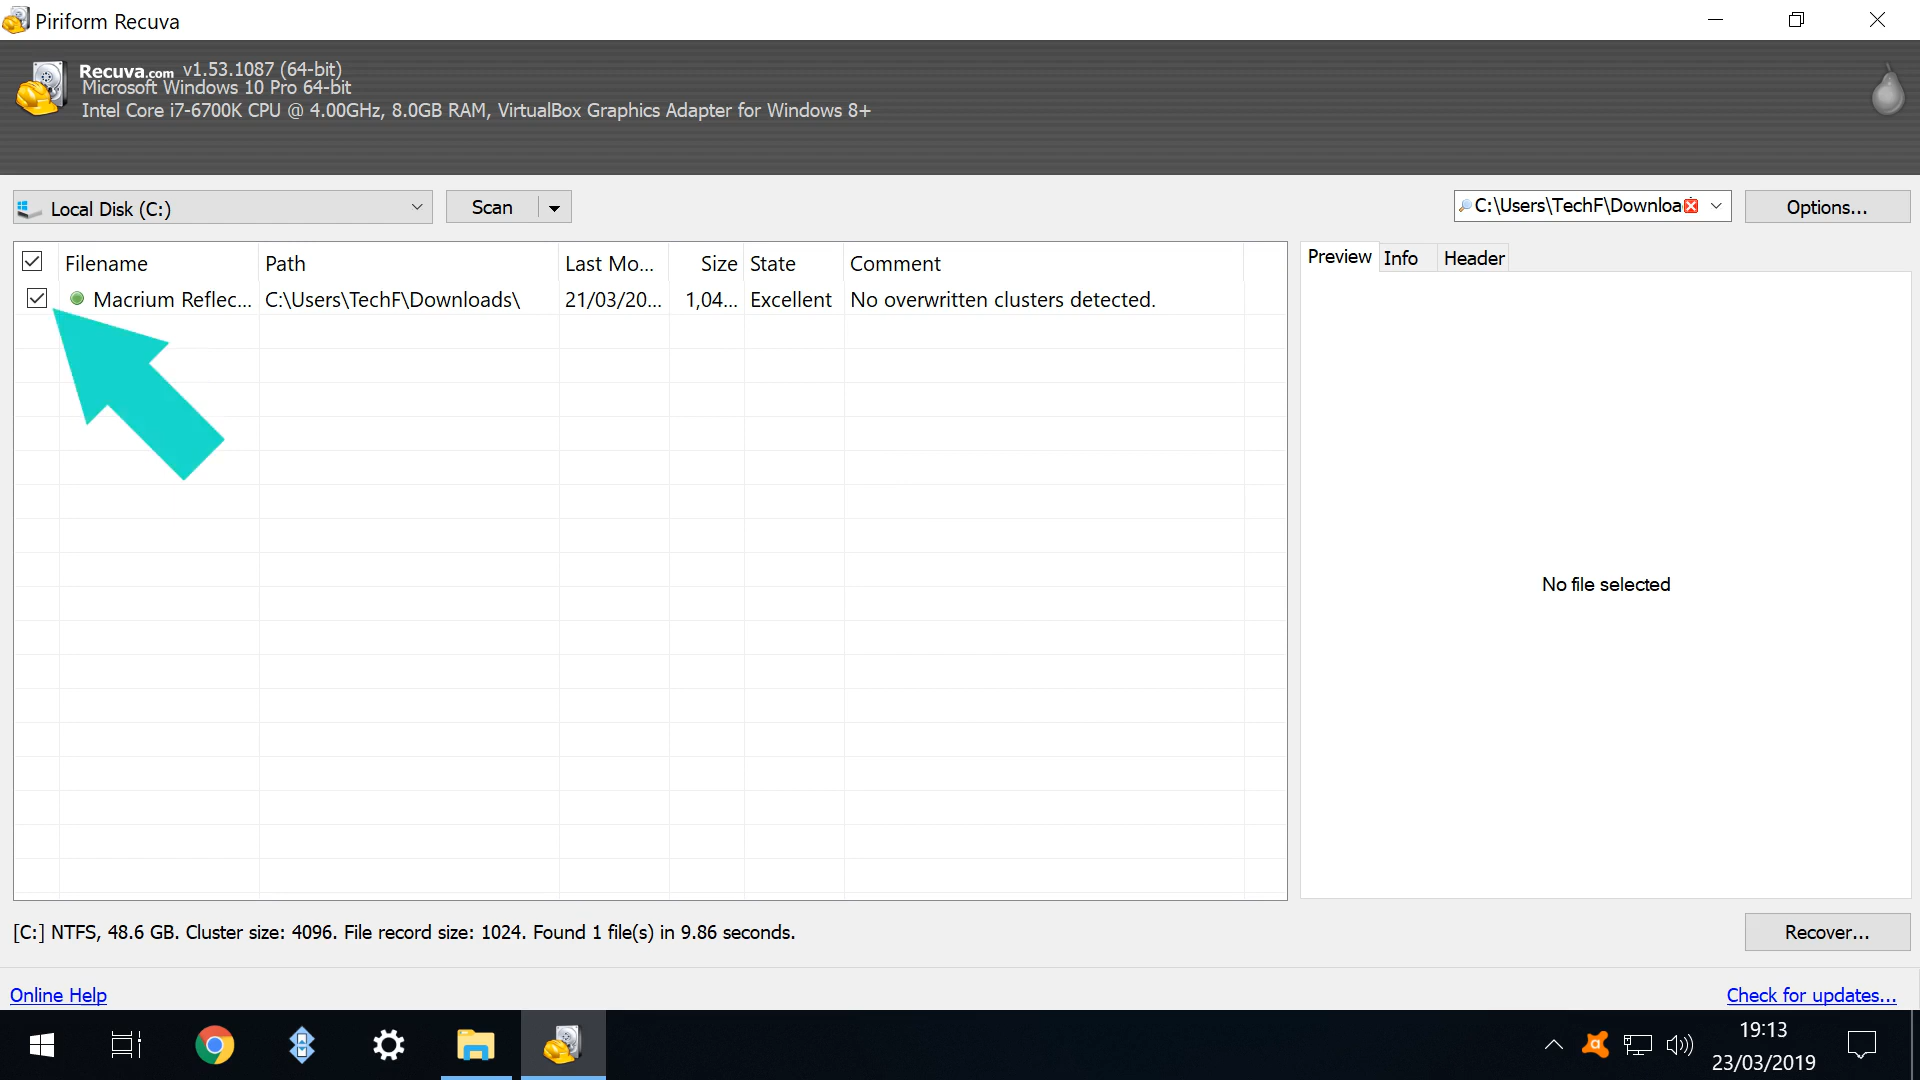 Piriform Recuva
Recuva.com v1.53.1087 (64-bit)
Microsoft Windows 10 Pro 64-bit
Intel Core i7-6700K CPU @ 4.00GHz, 8.0GB RAM, VirtualBox Graphics Adapter for Windows 8+
Local Disk (C:) Scan C:\Users\TechF\Downloa Options...
Filename Path Last Mo... Size State Comment
Macrium Reflec... C:\Users\TechF\Downloads\ 21/03/20... 1,04... Excellent No overwritten clusters detected.
Preview Info Header
No file selected
[C:] NTFS, 48.6 GB. Cluster size: 4096. File record size: 1024. Found 1 file(s) in 9.86 seconds.
Recover...
Online Help Check for updates...
19:13
23/03/2019